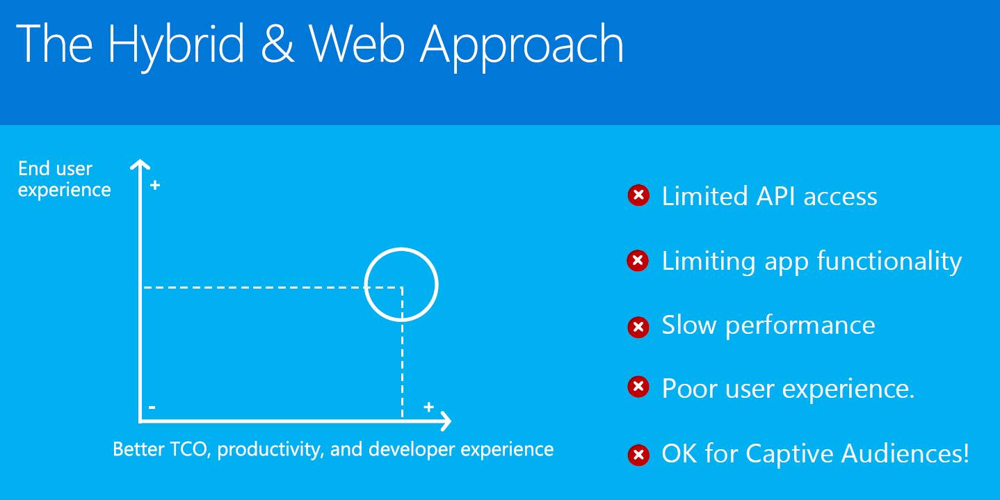 The Hybrid & Web Approach
End user
experience
+
-
+
Better TCO, productivity, and developer experience
Limited API access
Limiting app functionality
Slow performance
Poor user experience.
OK for Captive Audiences!